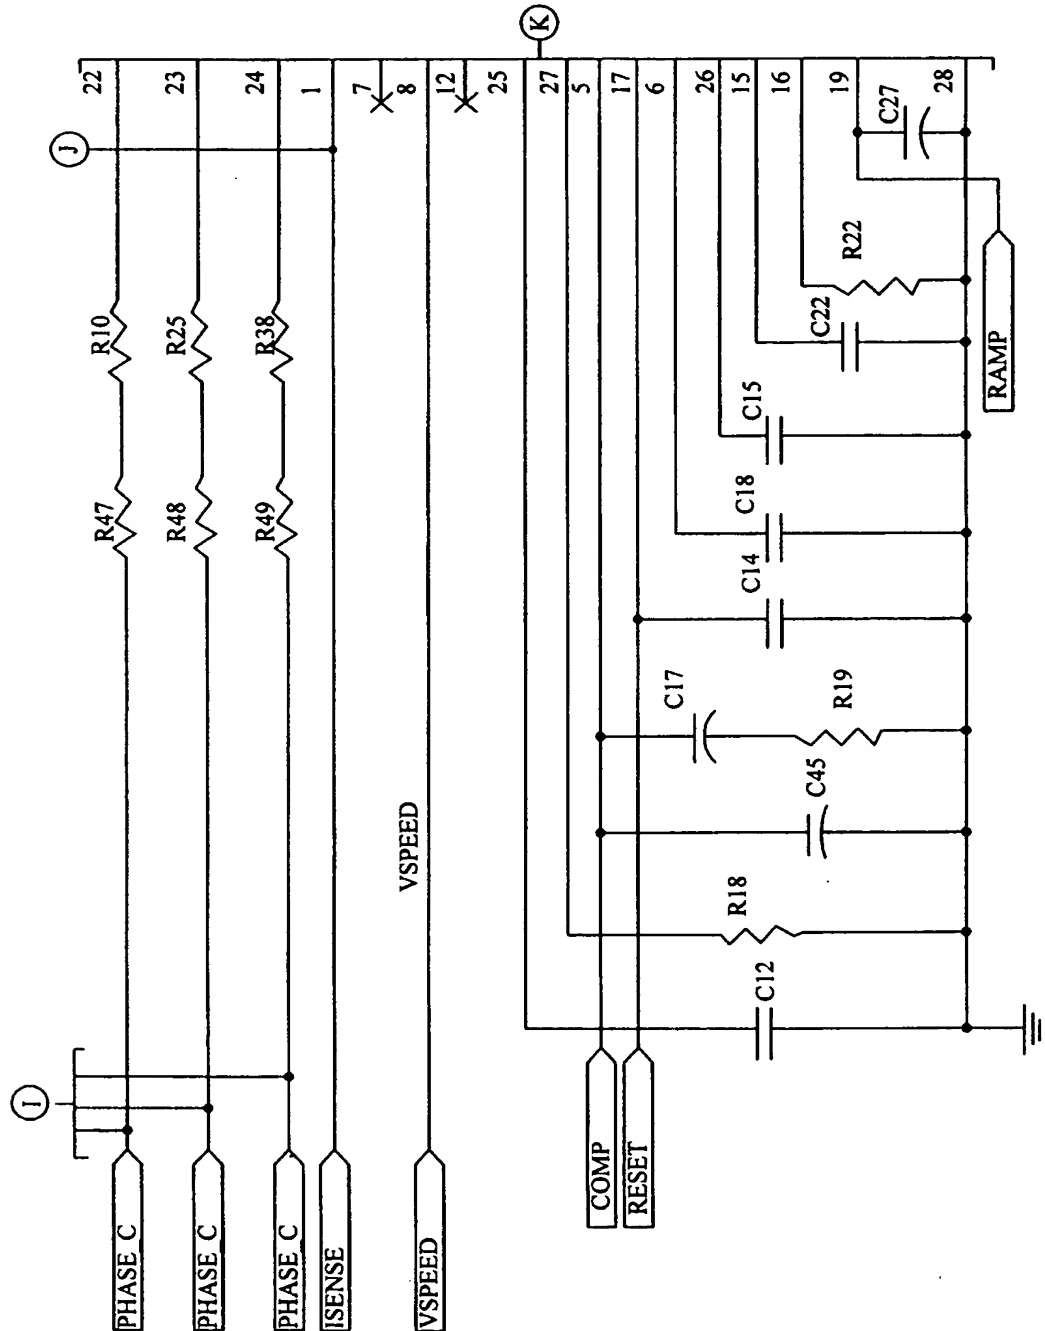 K
J
22
23
24
1
7
8
12
25
27
5
17
6
26
15
16
19
28
C27
R10
R25
R38
R22
C22
RAMP
C15
R47
R48
R49
C18
C14
C17
R19
C45
VSPEED
R18
C12
I
PHASE C
PHASE C
PHASE C
ISENSE
VSPEED
COMP
RESET